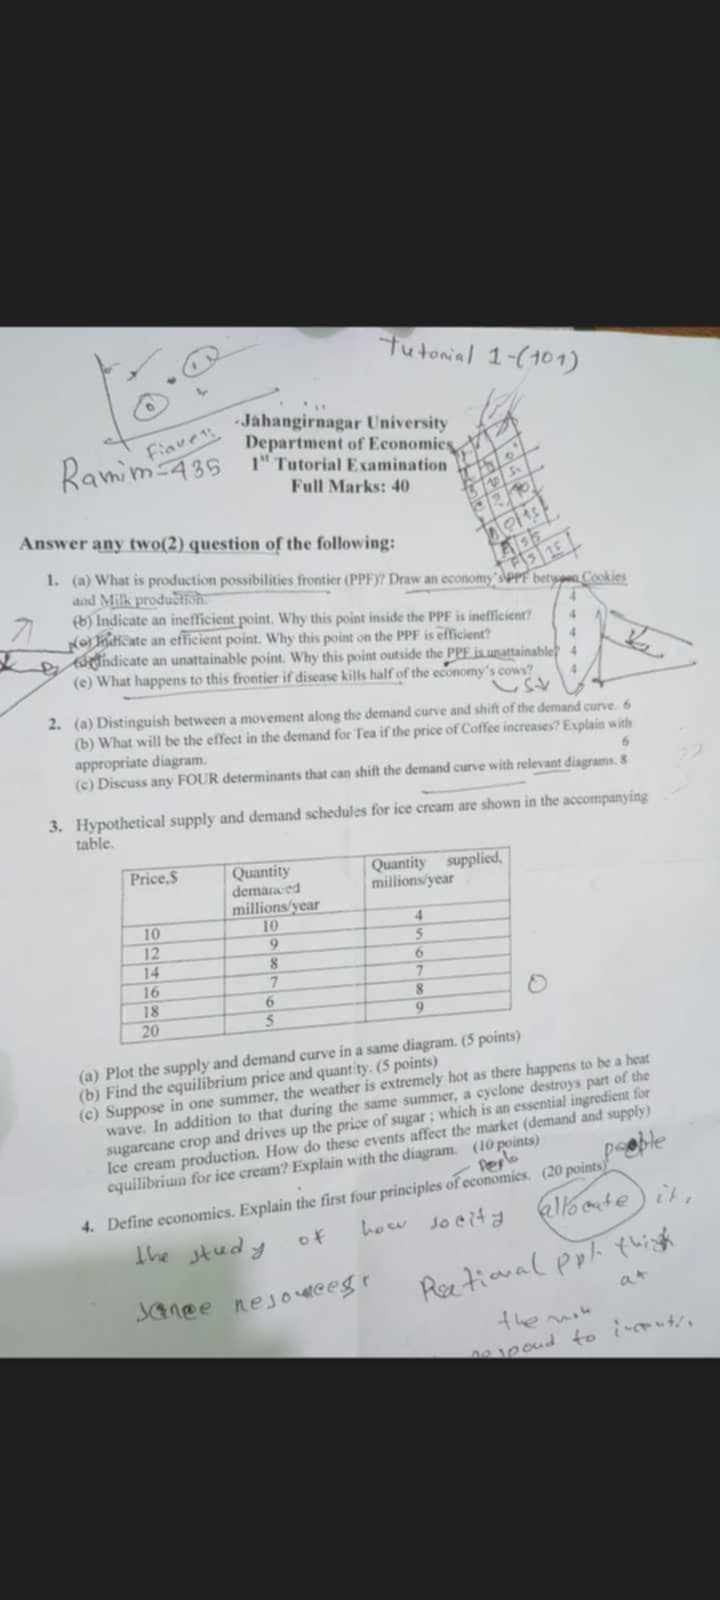 Tutorial 1-(101)
Jahangirnagar University
Department of Economics
Ramim-435
1st Tutorial Examination
Full Marks: 40
Answer any two(2) question of the following:
1. (a) What is production possibilities frontier (PPF)? Draw an economy's PPF between Cookies
and Milk production. 4
(b) Indicate an inefficient point. Why this point inside the PPF is inefficient? 4
(c) Indicate an efficient point. Why this point on the PPF is efficient? 4
(d) Indicate an unattainable point. Why this point outside the PPF is unattainable? 4
(e) What happens to this frontier if disease kills half of the economy's cows? 4
2. (a) Distinguish between a movement along the demand curve and shift of the demand curve. 6
(b) What will be the effect in the demand for Tea if the price of Coffee increases? Explain with
appropriate diagram. 6
(c) Discuss any FOUR determinants that can shift the demand curve with relevant diagrams. 8
3. Hypothetical supply and demand schedules for ice cream are shown in the accompanying
table.
Price,$ Quantity demanded millions/year Quantity supplied, millions/year
10 10 4
12 9 5
14 8 6
16 7 7
18 6 8
20 5 9
(a) Plot the supply and demand curve in a same diagram. (5 points)
(b) Find the equilibrium price and quantity. (5 points)
(c) Suppose in one summer, the weather is extremely hot as there happens to be a heat
wave. In addition to that during the same summer, a cyclone destroys part of the
sugarcane crop and drives up the price of sugar ; which is an essential ingredient for
Ice cream production. How do these events affect the market (demand and supply)
equilibrium for ice cream? Explain with the diagram. (10 points)
people
4. Define economics. Explain the first four principles of economics. (20 points)
the study of how socity allocate it,
Rational ppl think
at
the
respond to